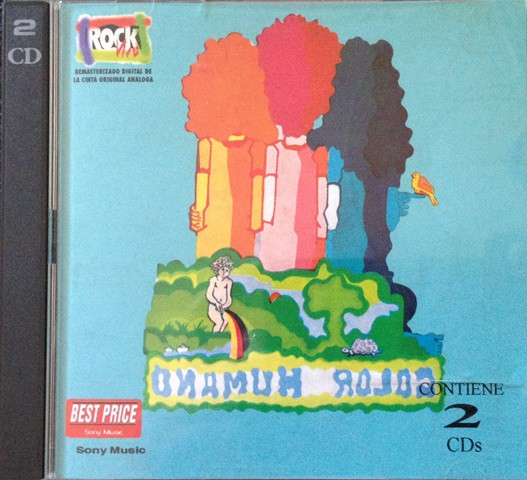 2
CD
ROCK
Vivo
REMASTERIZADO DIGITAL DE
LA CINTA ORIGINAL ANALOGA
COLOR HUMANO
CONTIENE
2
CDs
BEST PRICE
Sony Music
Sony Music